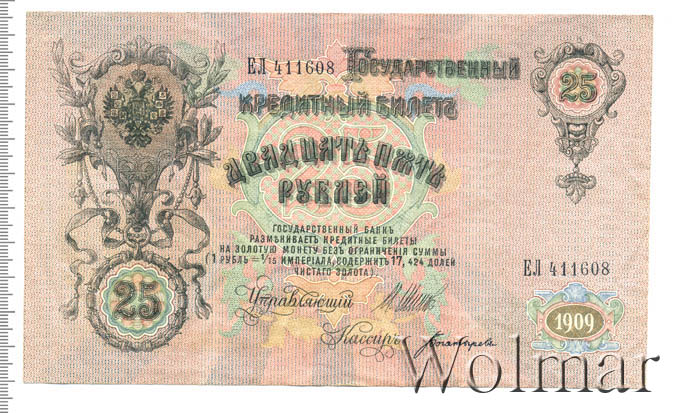 ЕЛ 411608 Государственный
25
Кредитный Билетъ
Двадцать пять
Рублей
Государственный банкъ
размѣниваетъ кредитные билеты
на золотую монету безъ ограниченія суммы
(1 рубль = 1/15 имперіала, содержитъ 17,424 долей
чистаго золота).
ЕЛ 411608
25
Управляющий
Кассиръ
1909
Wolmar